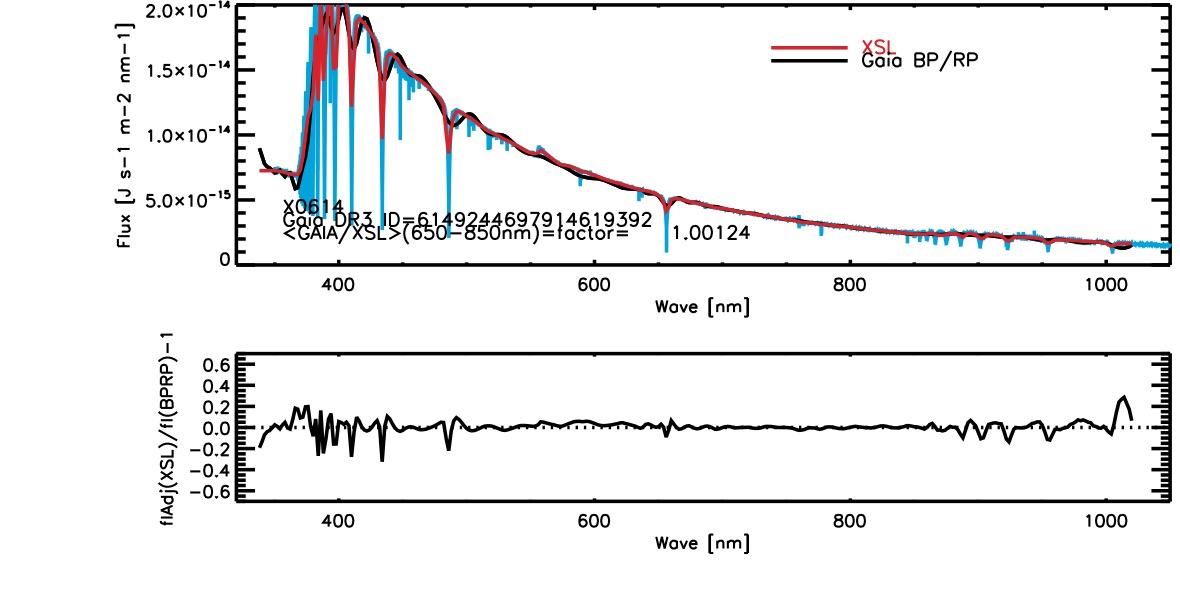 2.0×10⁻¹⁴
1.5×10⁻¹⁴
1.0×10⁻¹⁴
5.0×10⁻¹⁵
0
Flux [J s−1 m−2 nm−1]
XSL
Gaia BP/RP
X0614
Gaia DR3 ID=6149244697914619392
<GAIA/XSL>(650−850nm)=factor= 1.00124
400 600 800 1000
Wave [nm]
0.6
0.4
0.2
0.0
−0.2
−0.4
−0.6
flAdj(XSL)/fl(BPRP)−1
400 600 800 1000
Wave [nm]